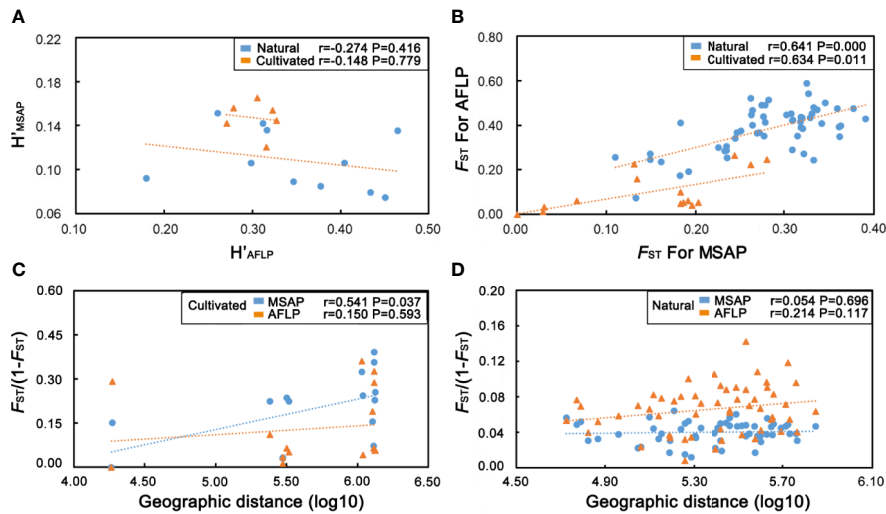 A
0.22
0.18
0.14
0.10
0.06
H'MSAP
Natural r=-0.274 P=0.416
Cultivated r=-0.148 P=0.779
0.10 0.20 0.30 0.40 0.50
H'AFLP
B
0.80
0.60
0.40
0.20
0.00
FST For AFLP
Natural r=0.641 P=0.000
Cultivated r=0.634 P=0.011
0.00 0.10 0.20 0.30 0.40
FST For MSAP
C
0.60
0.45
0.30
0.15
0.00
FST/(1-FST)
Cultivated MSAP r=0.541 P=0.037
AFLP r=0.150 P=0.593
4.00 4.50 5.00 5.50 6.00 6.50
Geographic distance (log10)
D
0.20
0.16
0.12
0.08
0.04
0.00
FST/(1-FST)
Natural MSAP r=0.054 P=0.696
AFLP r=0.214 P=0.117
4.50 4.90 5.30 5.70 6.10
Geographic distance (log10)